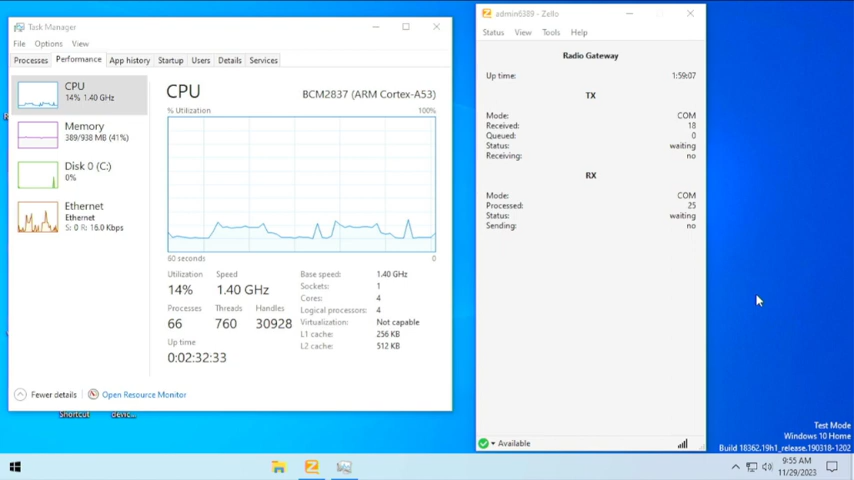 Task Manager
File Options View
Processes Performance App history Startup Users Details Services
CPU
14% 1.40 GHz
Memory
389/938 MB (41%)
Disk 0 (C:)
0%
Ethernet
Ethernet
S: 0 R: 16.0 Kbps
CPU BCM2837 (ARM Cortex-A53)
% Utilization 100%
60 seconds 0
Utilization Speed
14% 1.40 GHz
Processes Threads Handles
66 760 30928
Up time
0:02:32:33
Base speed: 1.40 GHz
Sockets: 1
Cores: 4
Logical processors: 4
Virtualization: Not capable
L1 cache: 256 KB
L2 cache: 512 KB
Fewer details Open Resource Monitor
Shortcut devic...
admin6389 - Zello
Status View Tools Help
Radio Gateway
Up time: 1:59:07
TX
Mode: COM
Received: 18
Queued: 0
Status: waiting
Receiving: no
RX
Mode: COM
Processed: 25
Status: waiting
Sending: no
Available
Test Mode
Windows 10 Home
Build 18362.19h1_release.190318-1202
9:55 AM
11/29/2023